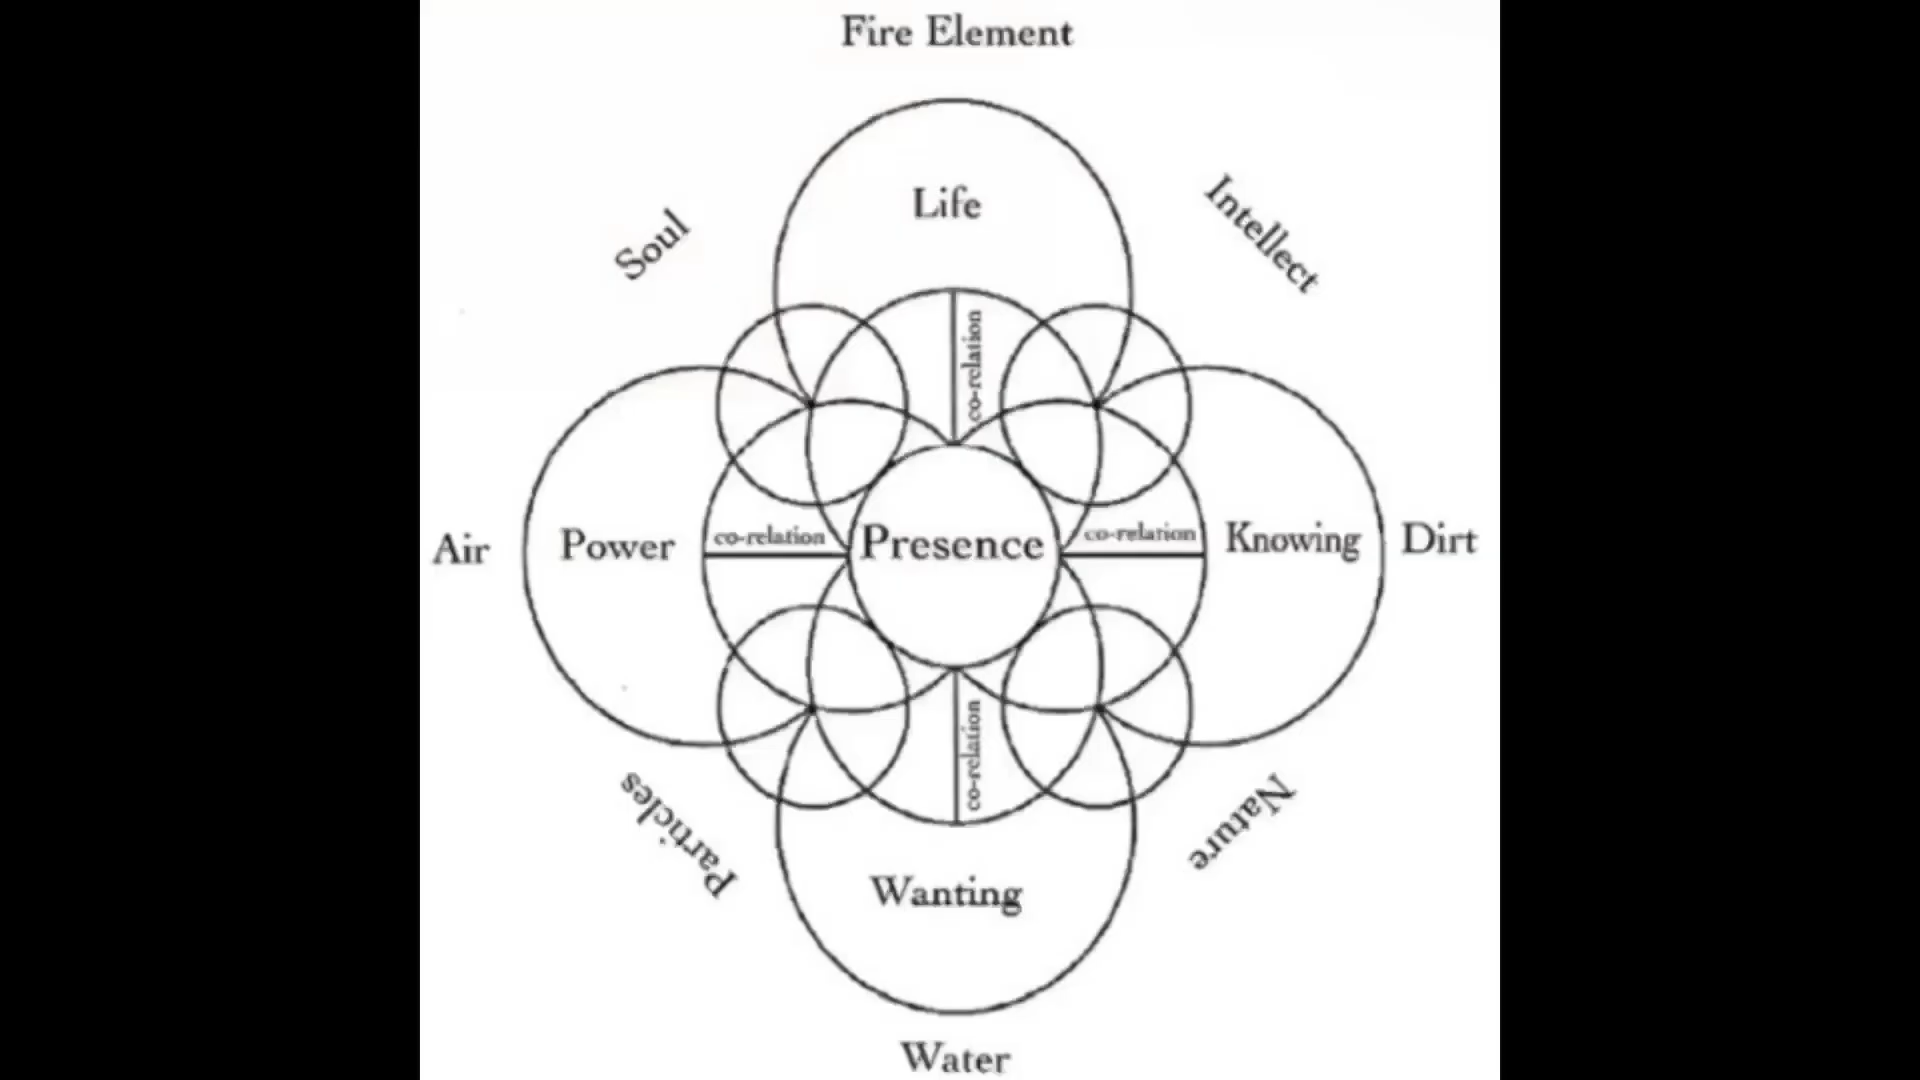 Fire Element
Life
Soul
Intellect
co-relation
Air
Power
co-relation
Presence
co-relation
Knowing
Dirt
co-relation
Particles
Nature
Wanting
Water